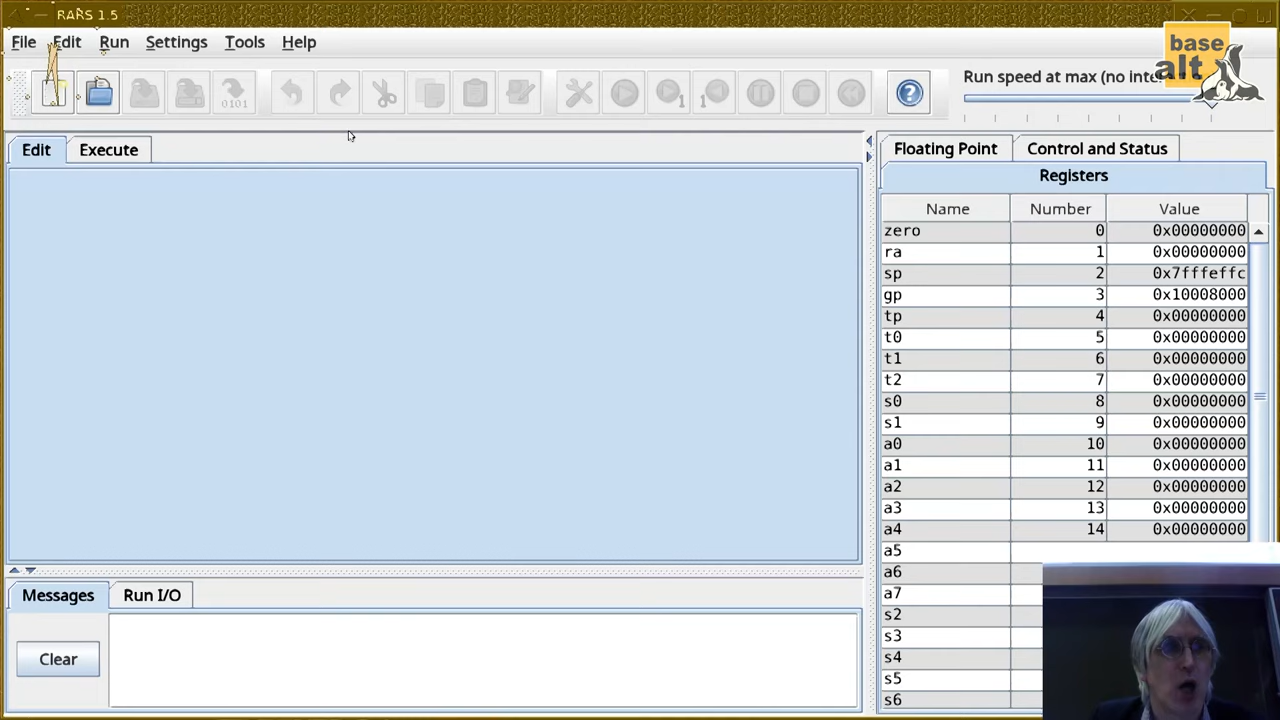 RARS 1.5
File Edit Run Settings Tools Help
0101
1
1
?
Run speed at max (no inte
base
alt
Edit Execute
Floating Point Control and Status
Registers
Name Number Value
zero 0 0x00000000
ra 1 0x00000000
sp 2 0x7fffeffc
gp 3 0x10008000
tp 4 0x00000000
t0 5 0x00000000
t1 6 0x00000000
t2 7 0x00000000
s0 8 0x00000000
s1 9 0x00000000
a0 10 0x00000000
a1 11 0x00000000
a2 12 0x00000000
a3 13 0x00000000
a4 14 0x00000000
a5
a6
a7
s2
s3
s4
s5
s6
Messages Run I/O
Clear